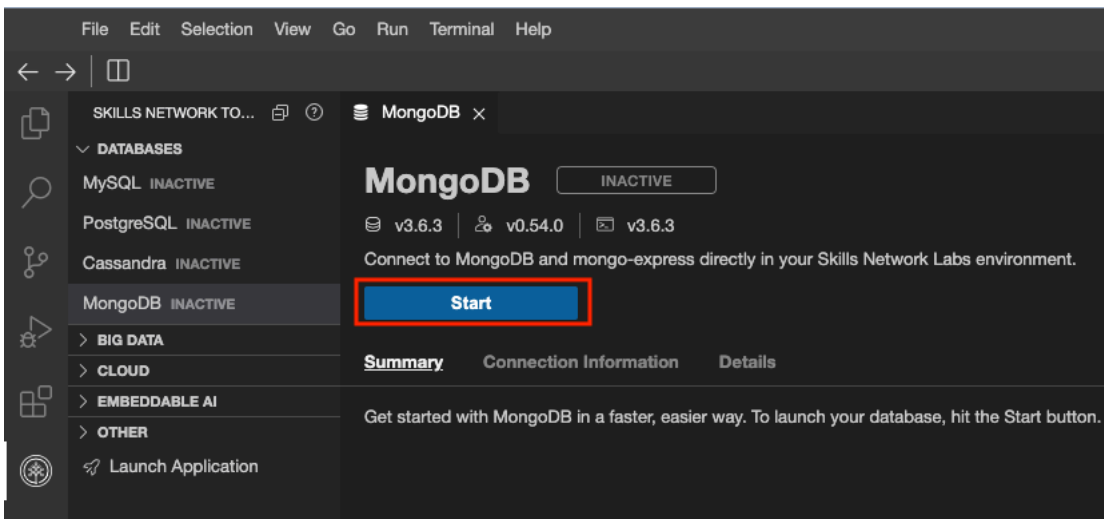 File Edit Selection View Go Run Terminal Help
SKILLS NETWORK TO...
DATABASES
MySQL INACTIVE
PostgreSQL INACTIVE
Cassandra INACTIVE
MongoDB INACTIVE
BIG DATA
CLOUD
EMBEDDABLE AI
OTHER
Launch Application
MongoDB
MongoDB INACTIVE
v3.6.3 v0.54.0 v3.6.3
Connect to MongoDB and mongo-express directly in your Skills Network Labs environment.
Start
Summary Connection Information Details
Get started with MongoDB in a faster, easier way. To launch your database, hit the Start button.